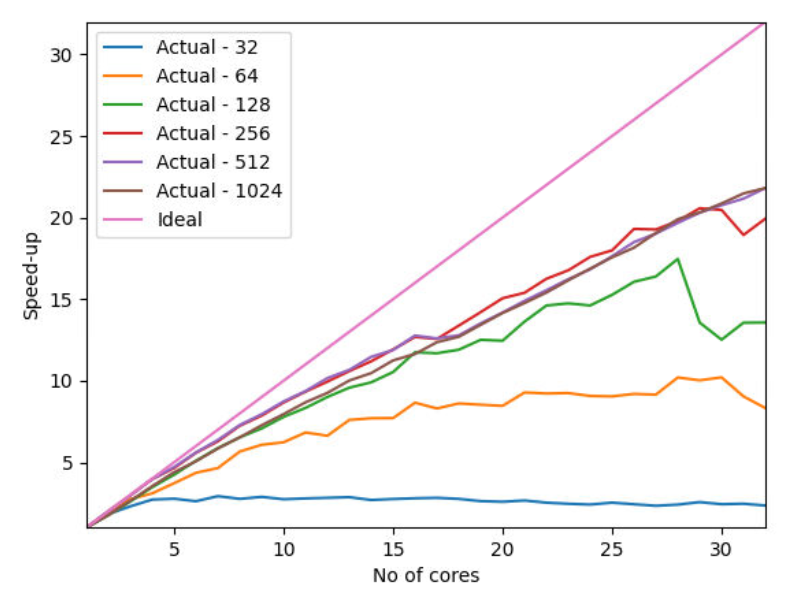 Actual - 32
Actual - 64
Actual - 128
Actual - 256
Actual - 512
Actual - 1024
Ideal
Speed-up
30
25
20
15
10
5
5 10 15 20 25 30
No of cores